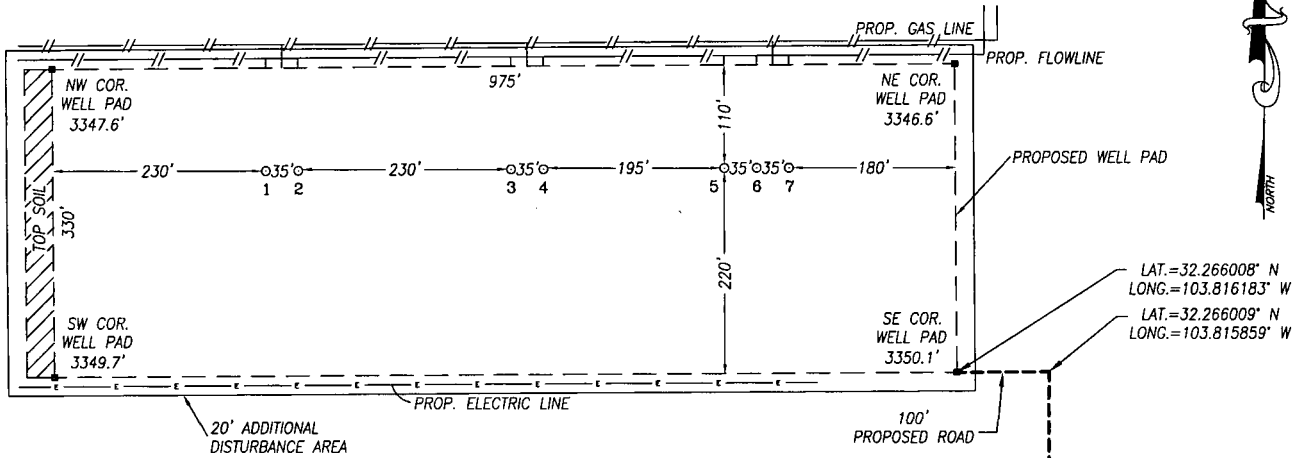 PROP. GAS LINE
PROP. FLOWLINE
NORTH
975'
NW COR.
WELL PAD
3347.6'
NE COR.
WELL PAD
3346.6'
110'
PROPOSED WELL PAD
230'
35'
230'
35'
195'
35'
35'
180'
1
2
3
4
5
6
7
TOP SOIL
330'
220'
LAT.=32.266008° N
LONG.=103.816183° W
LAT.=32.266009° N
LONG.=103.815859° W
SW COR.
WELL PAD
3349.7'
SE COR.
WELL PAD
3350.1'
E E E E E E E E E E E E E
PROP. ELECTRIC LINE
20' ADDITIONAL
DISTURBANCE AREA
100'
PROPOSED ROAD